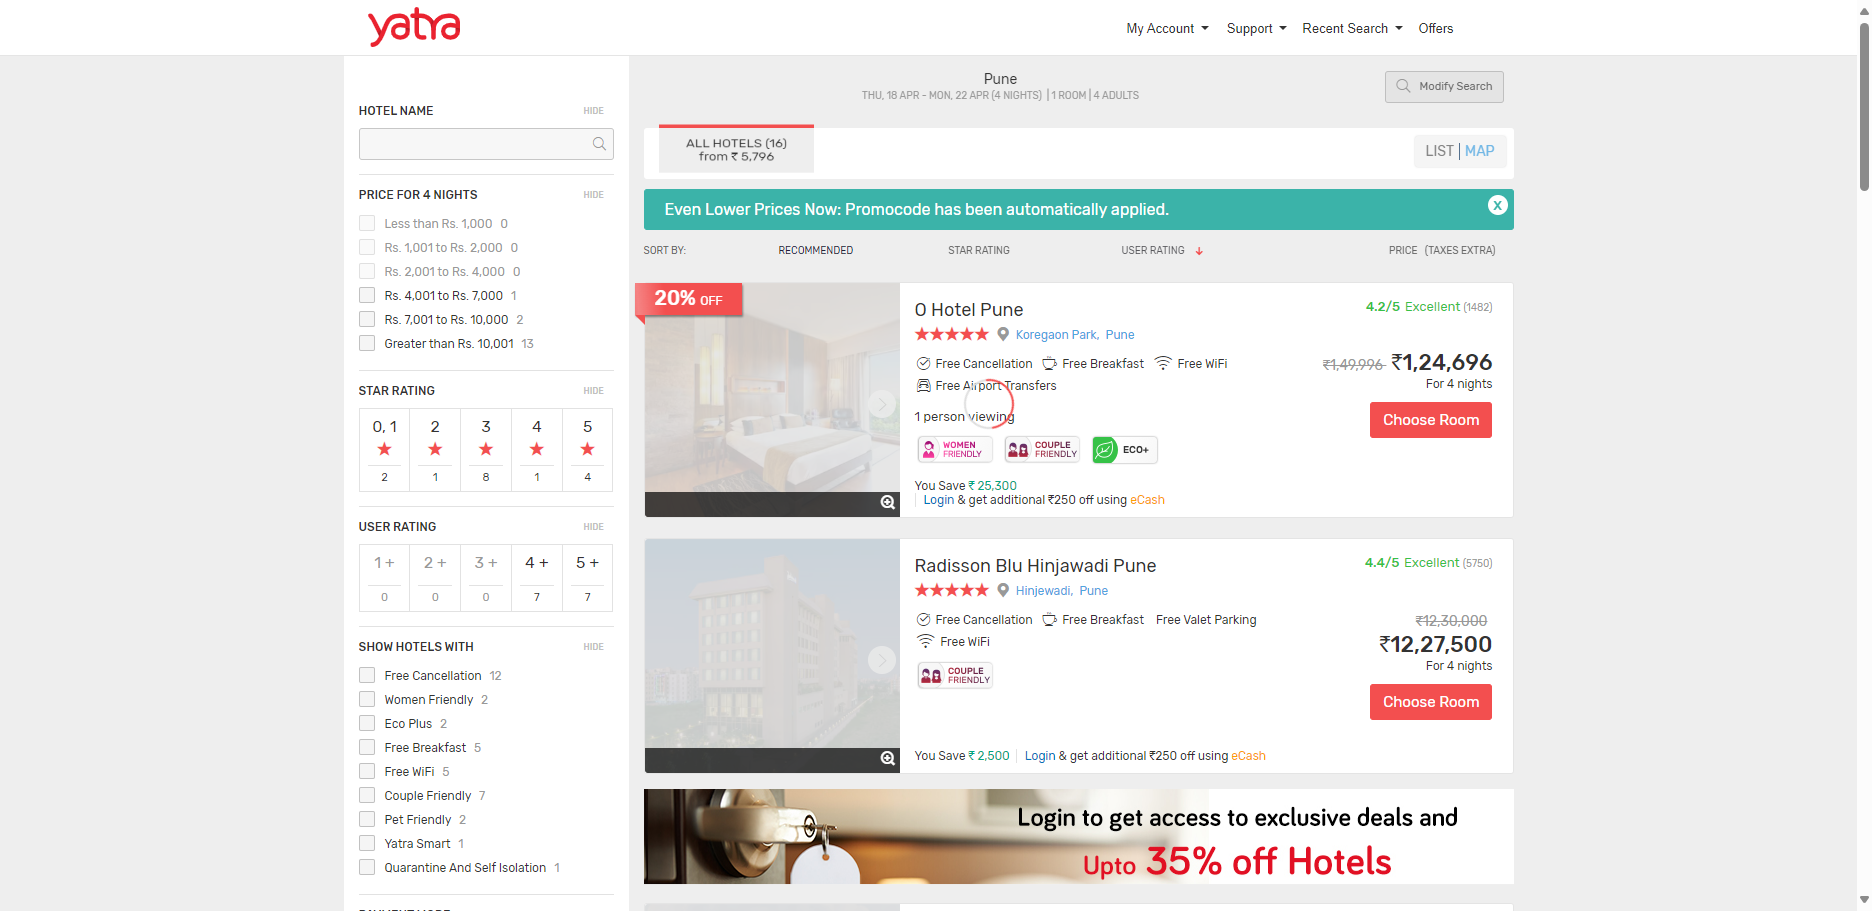 yatra
My Account
Support
Recent Search
Offers
HOTEL NAME
HIDE
PRICE FOR 4 NIGHTS
HIDE
Less than Rs. 1,000 0
Rs. 1,001 to Rs. 2,000 0
Rs. 2,001 to Rs. 4,000 0
Rs. 4,001 to Rs. 7,000 1
Rs. 7,001 to Rs. 10,000 2
Greater than Rs. 10,001 13
STAR RATING
HIDE
0, 1 2 3 4 5
2 1 8 1 4
USER RATING
HIDE
1 + 2 + 3 + 4 + 5 +
0 0 0 7 7
SHOW HOTELS WITH
HIDE
Free Cancellation 12
Women Friendly 2
Eco Plus 2
Free Breakfast 5
Free WiFi 5
Couple Friendly 7
Pet Friendly 2
Yatra Smart 1
Quarantine And Self Isolation 1
Pune
THU, 18 APR - MON, 22 APR (4 NIGHTS) | 1 ROOM | 4 ADULTS
Modify Search
ALL HOTELS (16)
from ₹ 5,796
LIST | MAP
Even Lower Prices Now: Promocode has been automatically applied.
X
SORT BY:
RECOMMENDED
STAR RATING
USER RATING
PRICE (TAXES EXTRA)
20% OFF
O Hotel Pune
4.2/5 Excellent (1482)
Koregaon Park, Pune
Free Cancellation
Free Breakfast
Free WiFi
Free Airport Transfers
₹1,49,996 ₹1,24,696
For 4 nights
1 person viewing
Choose Room
WOMEN
FRIENDLY
COUPLE
FRIENDLY
ECO+
You Save ₹ 25,300
Login & get additional ₹250 off using eCash
Radisson Blu Hinjawadi Pune
4.4/5 Excellent (5750)
Hinjewadi, Pune
Free Cancellation
Free Breakfast
Free Valet Parking
Free WiFi
₹12,30,000
₹12,27,500
For 4 nights
COUPLE
FRIENDLY
Choose Room
You Save ₹ 2,500
Login & get additional ₹250 off using eCash
Login to get access to exclusive deals and
Upto 35% off Hotels